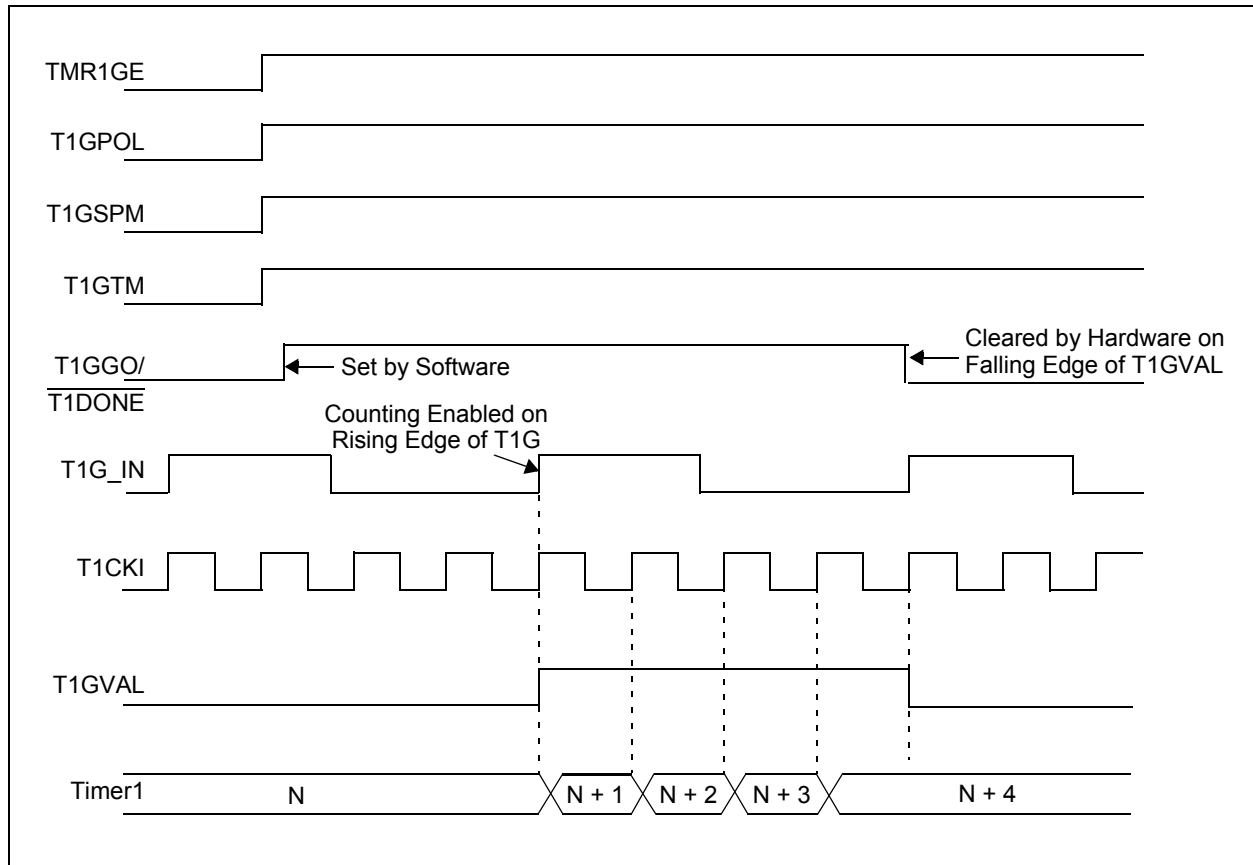 TMR1GE
T1GPOL
T1GSPM
T1GTM
T1GGO/
T1DONE
Set by Software
Cleared by Hardware on
Falling Edge of T1GVAL
Counting Enabled on
Rising Edge of T1G
T1G_IN
T1CKI
T1GVAL
Timer1
N
N + 1
N + 2
N + 3
N + 4